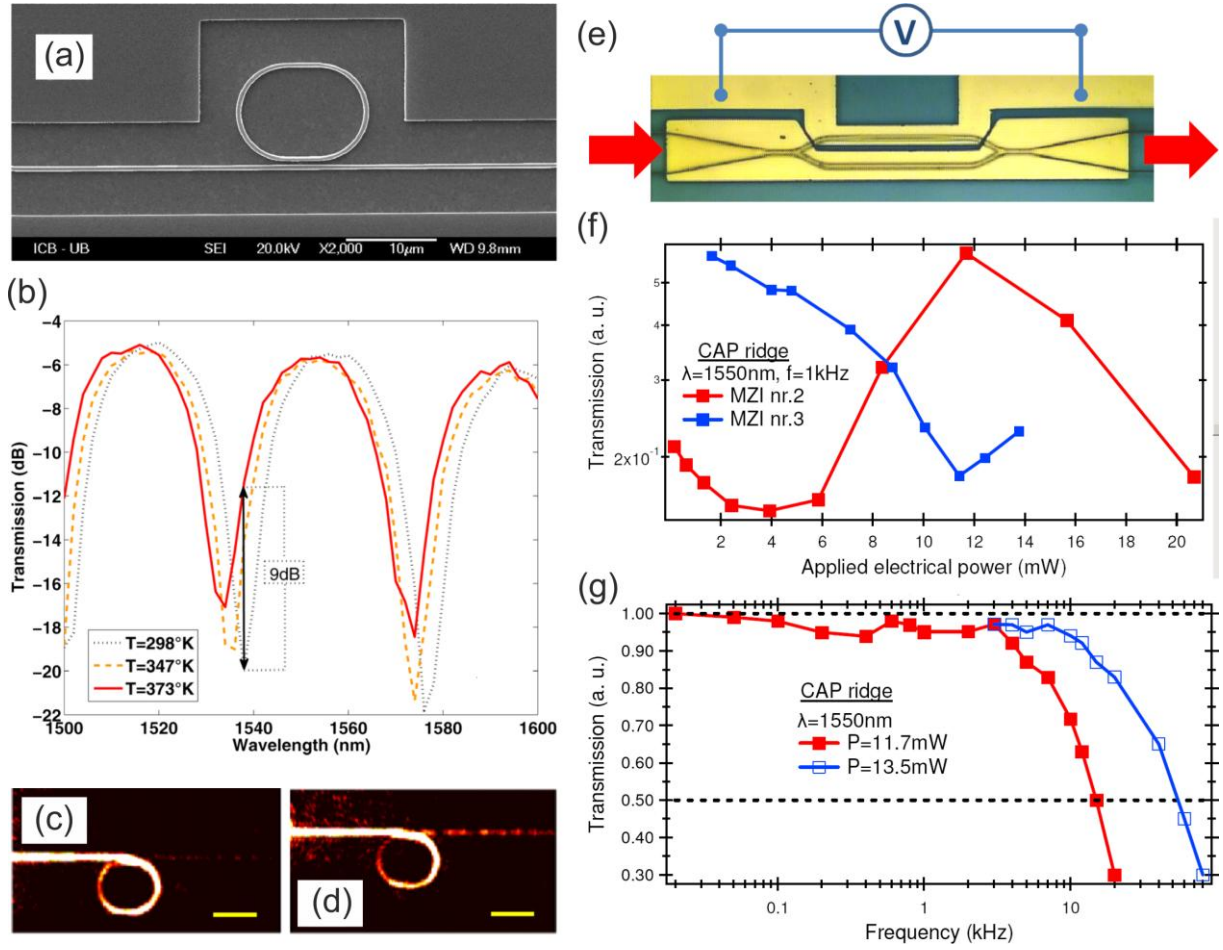 (a)
ICB - UB SEI 20.0kV X2,000 10μm WD 9.8mm
(b)
Transmission (dB)
−4
−6
−8
−10
−12
−14
−16
−18
−20
−22
9dB
T=298°K
T=347°K
T=373°K
1500 1520 1540 1560 1580 1600
Wavelength (nm)
(c)
(d)
(e)
V
(f)
Transmission (a. u.)
5
4
3
2x10⁻¹
CAP ridge
λ=1550nm, f=1kHz
MZI nr.2
MZI nr.3
2 4 6 8 10 12 14 16 18 20
Applied electrical power (mW)
(g)
Transmission (a. u.)
1.00
0.90
0.80
0.70
0.60
0.50
0.40
0.30
CAP ridge
λ=1550nm
P=11.7mW
P=13.5mW
0.1 1 10
Frequency (kHz)